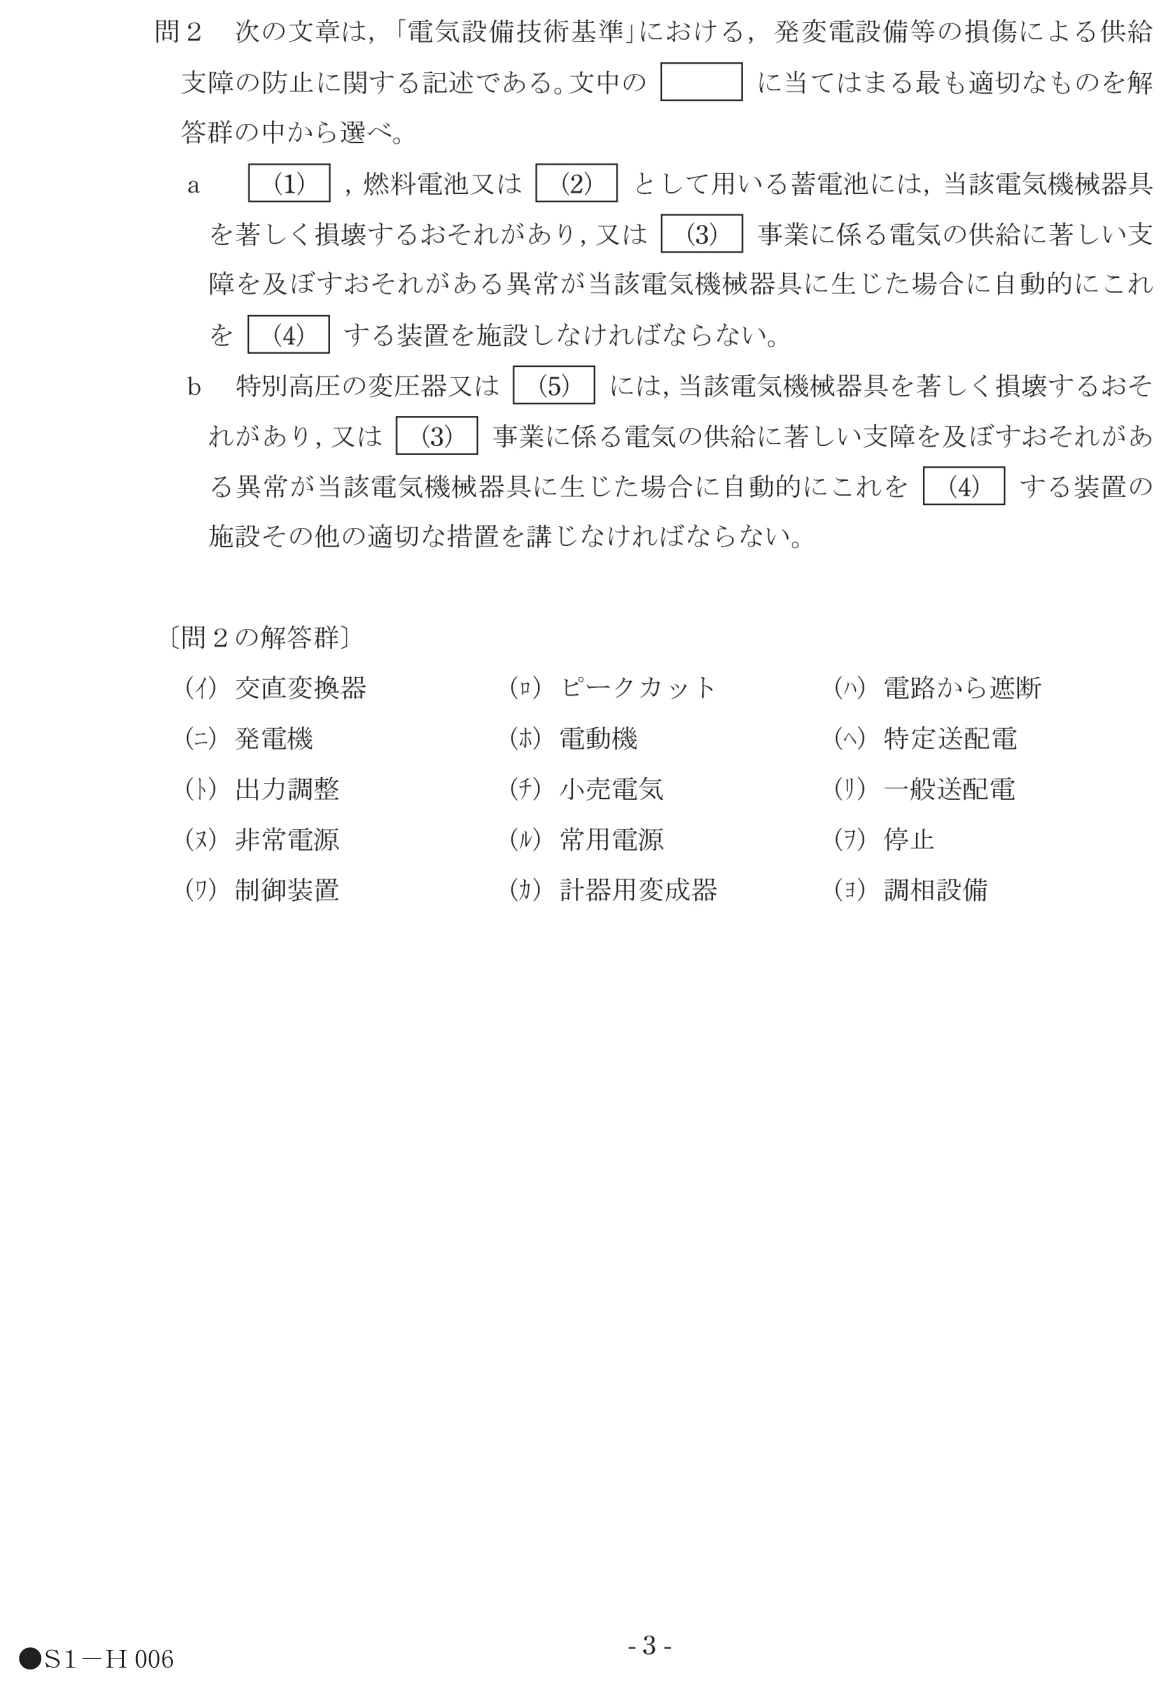 問２　次の文章は，「電気設備技術基準」における，発変電設備等の損傷による供給
支障の防止に関する記述である。文中の　　　に当てはまる最も適切なものを解
答群の中から選べ。
a　(1)，燃料電池又は (2) として用いる蓄電池には，当該電気機械器具
を著しく損壊するおそれがあり，又は (3) 事業に係る電気の供給に著しい支
障を及ぼすおそれがある異常が当該電気機械器具に生じた場合に自動的にこれ
を (4) する装置を施設しなければならない。
b　特別高圧の変圧器又は (5) には，当該電気機械器具を著しく損壊するおそ
れがあり，又は (3) 事業に係る電気の供給に著しい支障を及ぼすおそれがあ
る異常が当該電気機械器具に生じた場合に自動的にこれを (4) する装置の
施設その他の適切な措置を講じなければならない。
〔問２の解答群〕
(ｲ) 交直変換器　(ﾛ) ピークカット　(ﾊ) 電路から遮断
(ﾆ) 発電機　(ﾎ) 電動機　(ﾍ) 特定送配電
(ﾄ) 出力調整　(ﾁ) 小売電気　(ﾘ) 一般送配電
(ﾇ) 非常電源　(ﾙ) 常用電源　(ｦ) 停止
(ﾜ) 制御装置　(ｶ) 計器用変成器　(ﾖ) 調相設備
- 3 -
●S1－H 006